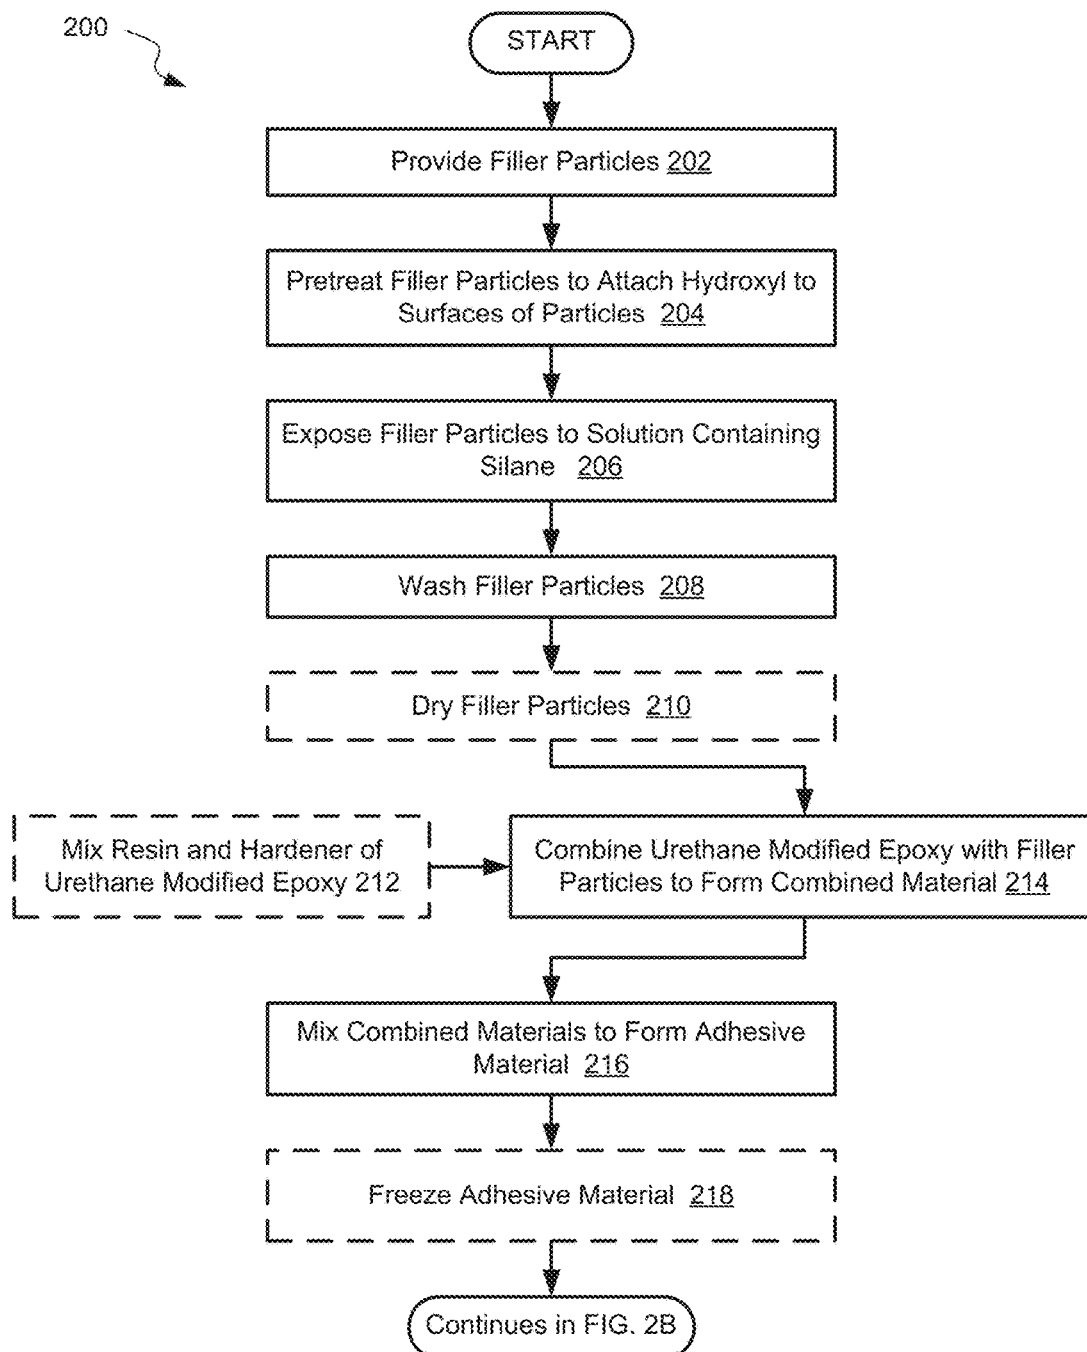 200
START
Provide Filler Particles 202
Pretreat Filler Particles to Attach Hydroxyl to
Surfaces of Particles 204
Expose Filler Particles to Solution Containing
Silane 206
Wash Filler Particles 208
Dry Filler Particles 210
Mix Resin and Hardener of
Urethane Modified Epoxy 212
Combine Urethane Modified Epoxy with Filler
Particles to Form Combined Material 214
Mix Combined Materials to Form Adhesive
Material 216
Freeze Adhesive Material 218
Continues in FIG. 2B